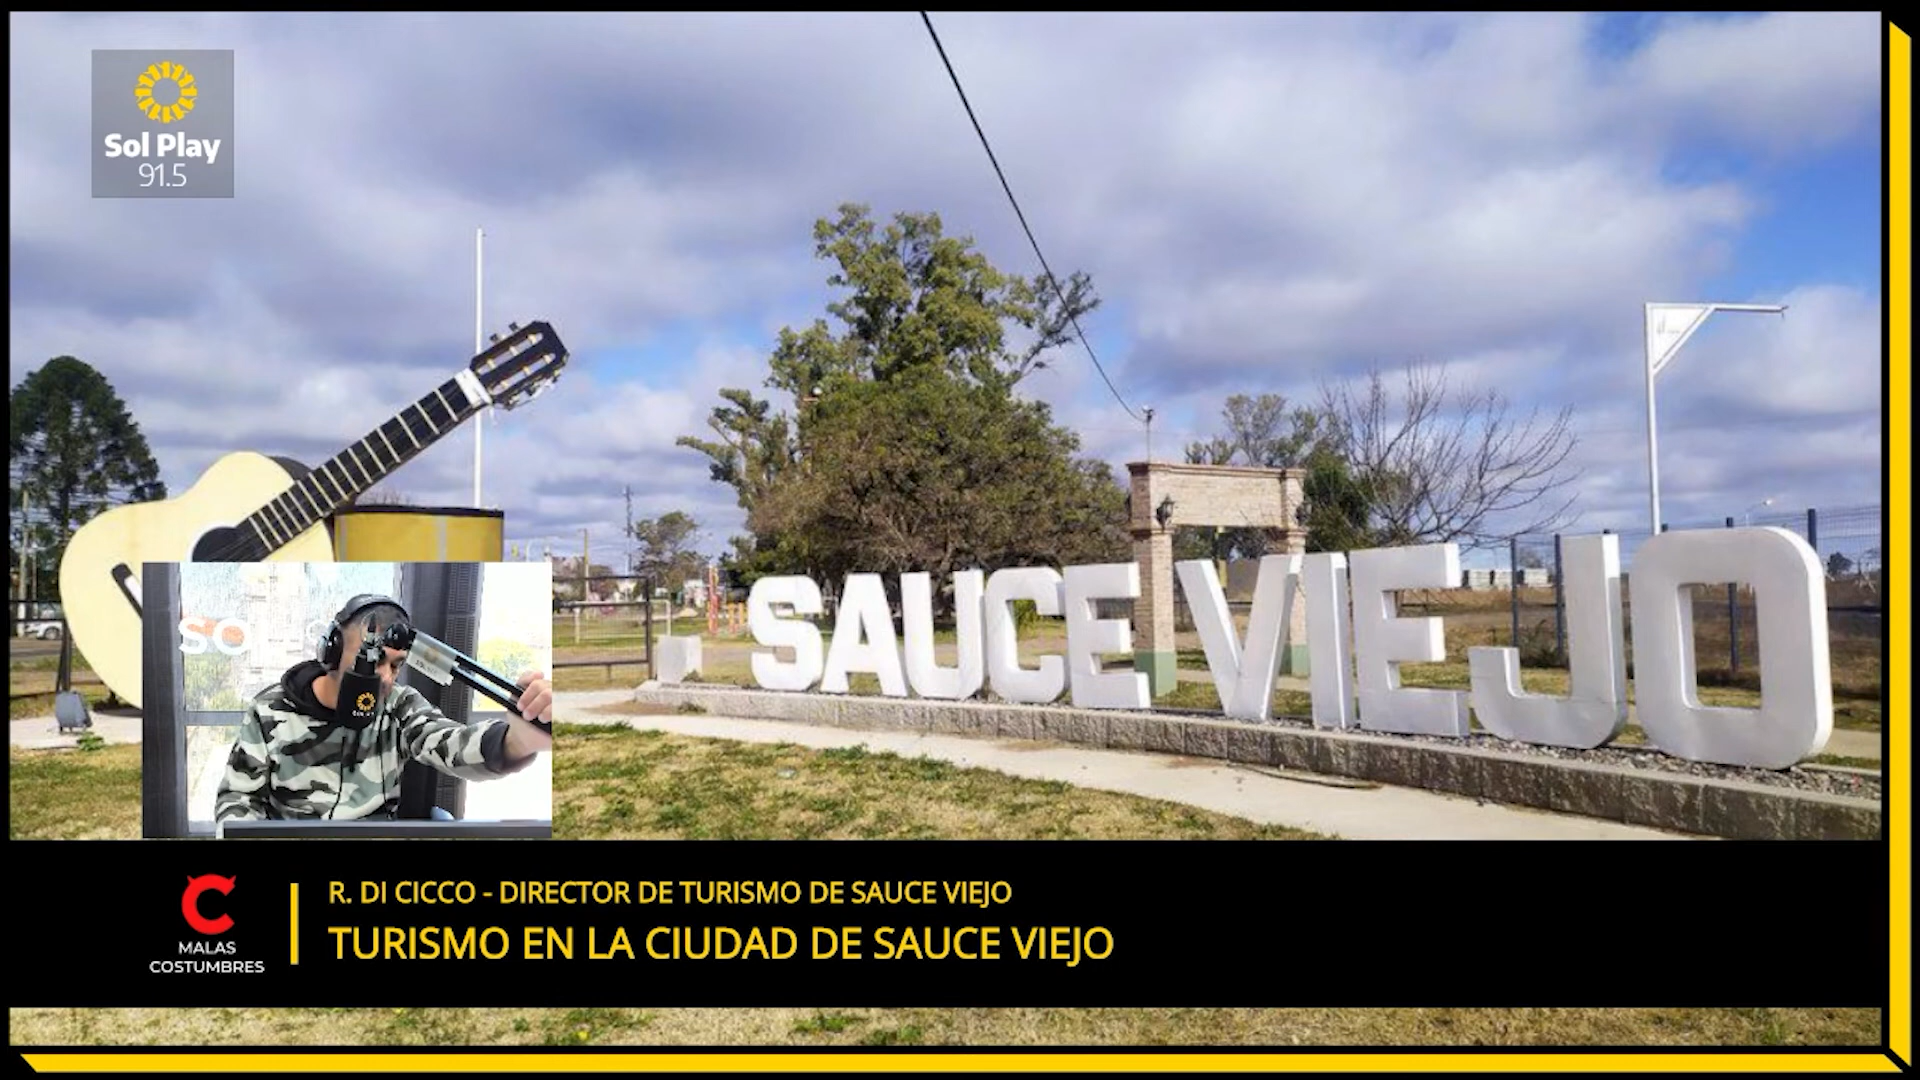 Sol Play
91.5
SAUCE VIEJO
SOL
R. DI CICCO - DIRECTOR DE TURISMO DE SAUCE VIEJO
TURISMO EN LA CIUDAD DE SAUCE VIEJO
C
MALAS
COSTUMBRES